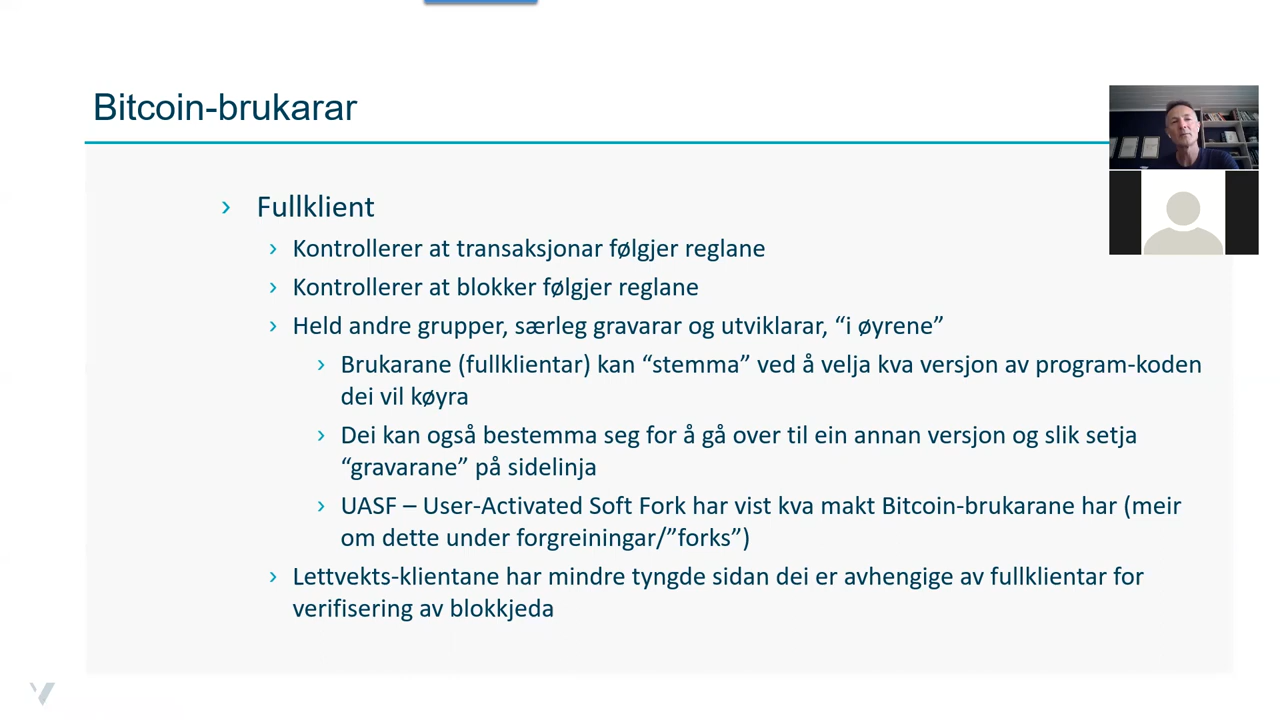 Bitcoin-brukarar
› Fullklient
› Kontrollerer at transaksjonar følgjer reglane
› Kontrollerer at blokker følgjer reglane
› Held andre grupper, særleg gravarar og utviklarar, “i øyrene”
› Brukarane (fullklientar) kan “stemma” ved å velja kva versjon av program-koden
dei vil køyra
› Dei kan også bestemma seg for å gå over til ein annan versjon og slik setja
“gravarane” på sidelinja
› UASF – User-Activated Soft Fork har vist kva makt Bitcoin-brukarane har (meir
om dette under forgreiningar/”forks”)
› Lettvekts-klientane har mindre tyngde sidan dei er avhengige av fullklientar for
verifisering av blokkjeda